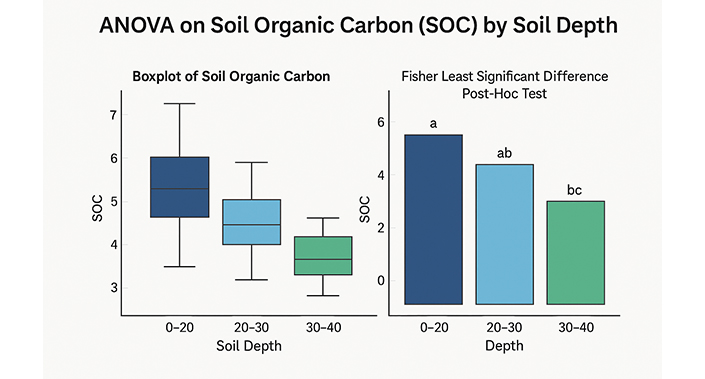 ANOVA on Soil Organic Carbon (SOC) by Soil Depth
Boxplot of Soil Organic Carbon
7
6
5
4
3
SOC
0–20 20–30 30–40
Soil Depth
Fisher Least Significant Difference
Post-Hoc Test
6
4
2
0
SOC
a
ab
bc
0–20 20–30 30–40
Depth